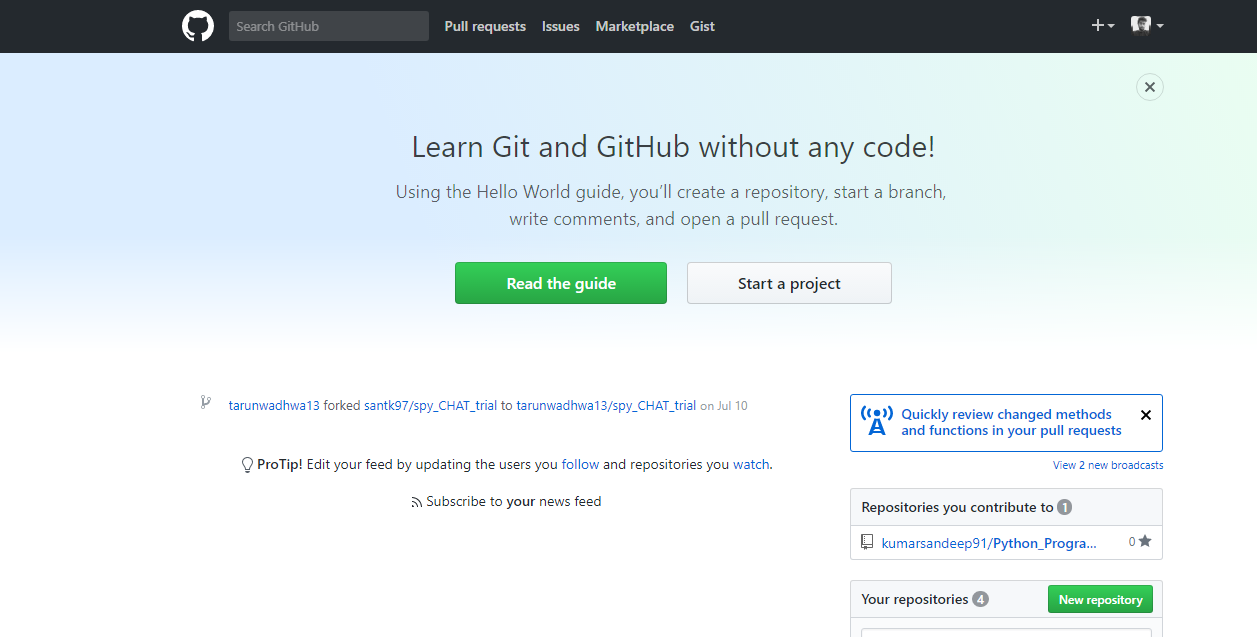 Search GitHub Pull requests Issues Marketplace Gist
Learn Git and GitHub without any code!
Using the Hello World guide, you'll create a repository, start a branch,
write comments, and open a pull request.
Read the guide Start a project
tarunwadhwa13 forked santk97/spy_CHAT_trial to tarunwadhwa13/spy_CHAT_trial on Jul 10
ProTip! Edit your feed by updating the users you follow and repositories you watch.
Subscribe to your news feed
Quickly review changed methods
and functions in your pull requests
View 2 new broadcasts
Repositories you contribute to 1
kumarsandeep91/Python_Progra... 0
Your repositories 4 New repository